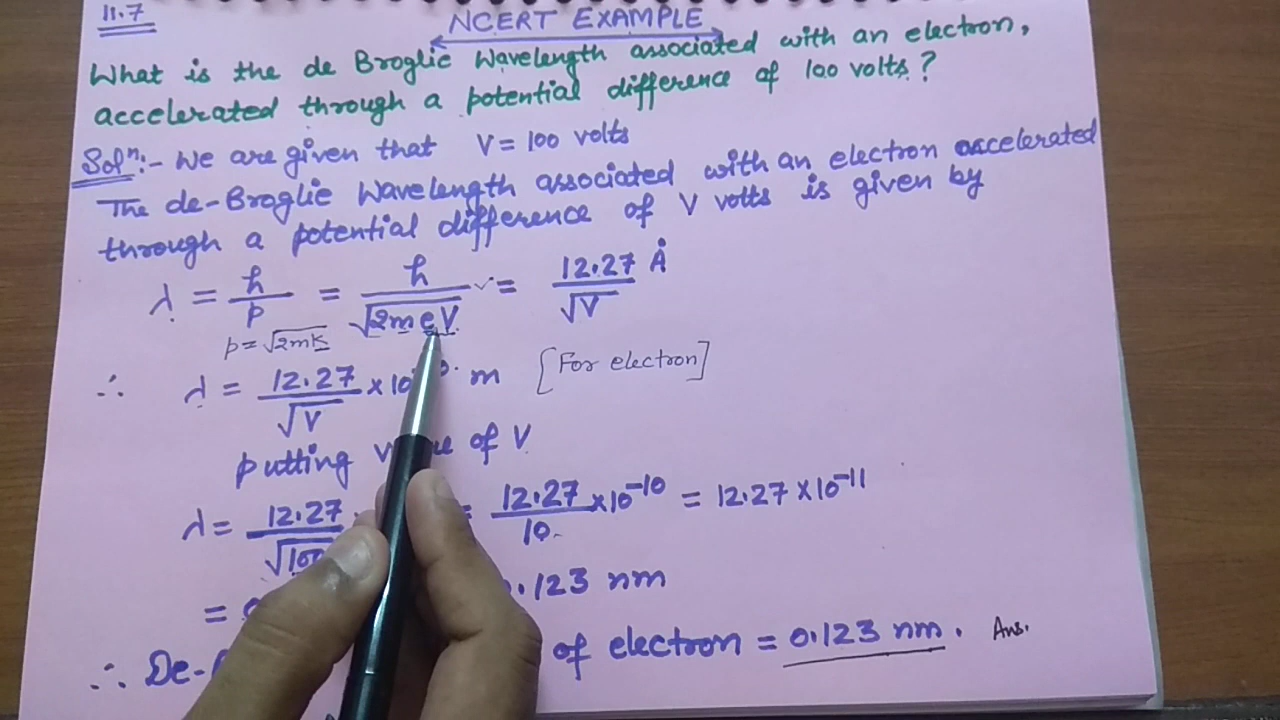 11.7
NCERT EXAMPLE
What is the de Broglie Wavelength associated with an electron,
accelerated through a potential difference of 100 volts?
Solⁿ:- We are given that V = 100 volts
The de-Broglie Wavelength associated with an electron accelerated
through a potential difference of V volts is given by
λ = h/p = h/√2meV = 12.27/√V Å
p = √2mK
∴ λ = 12.27/√V × 10 m [For electron]
putting of V
λ = 12.27/√100 = 12.27/10 × 10⁻¹⁰ = 12.27 × 10⁻¹¹
= 0.123 nm
∴ De- of electron = 0.123 nm. Ans.